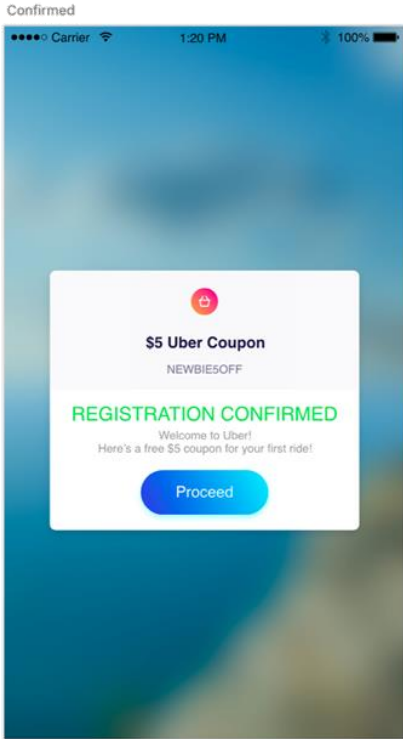 Confirmed
Carrier 1:20 PM 100%
$5 Uber Coupon
NEWBIE5OFF
REGISTRATION CONFIRMED
Welcome to Uber!
Here's a free $5 coupon for your first ride!
Proceed